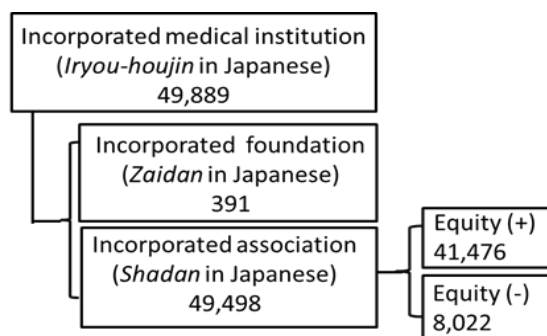 Incorporated medical institution
(Iryou-houjin in Japanese)
49,889
Incorporated foundation
(Zaidan in Japanese)
391
Incorporated association
(Shadan in Japanese)
49,498
Equity (+)
41,476
Equity (-)
8,022